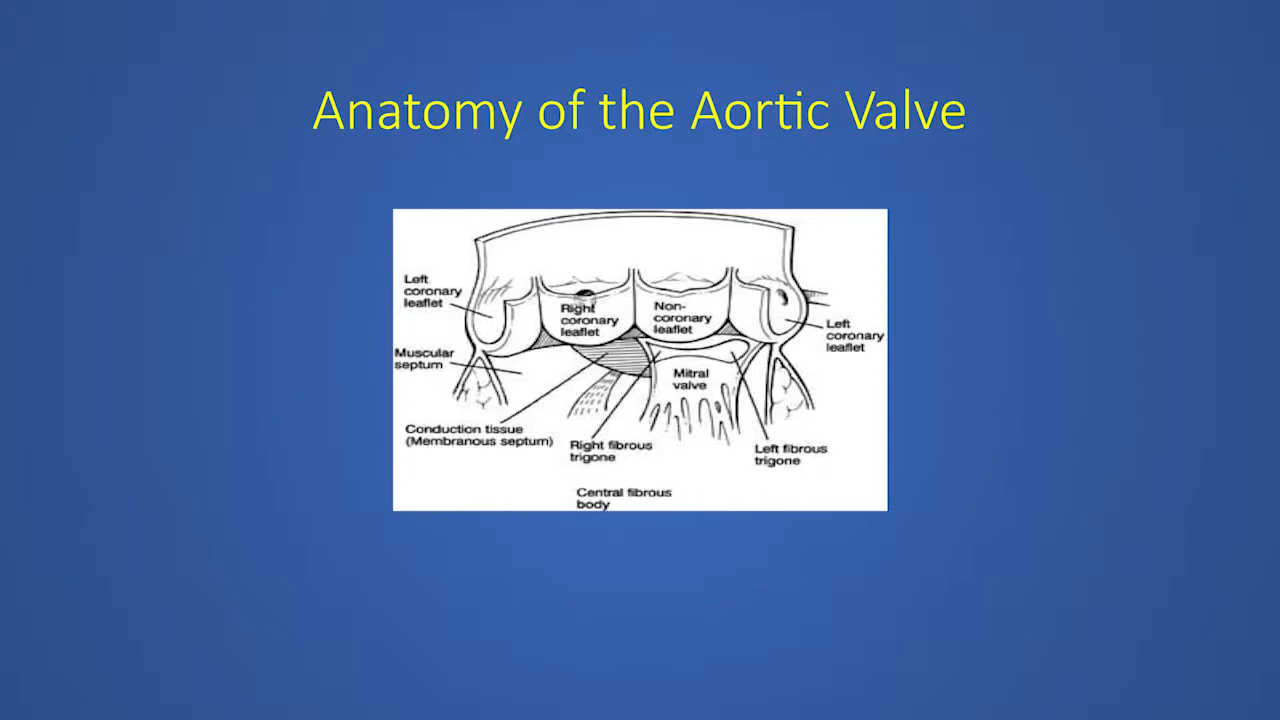 Anatomy of the Aortic Valve
Left
coronary
leaflet
Right
coronary
leaflet
Non-
coronary
leaflet
Left
coronary
leaflet
Muscular
septum
Mitral
valve
Conduction tissue
(Membranous septum)
Right fibrous
trigone
Left fibrous
trigone
Central fibrous
body